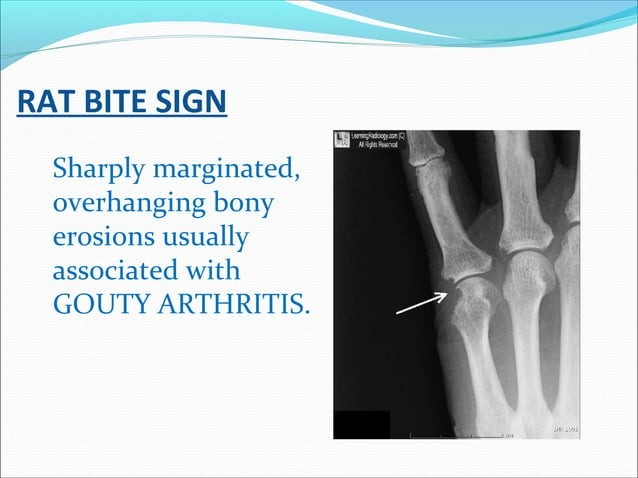 RAT BITE SIGN
Sharply marginated,
overhanging bony
erosions usually
associated with
GOUTY ARTHRITIS.
LearningRadiology.com (C)
All Rights Reserved